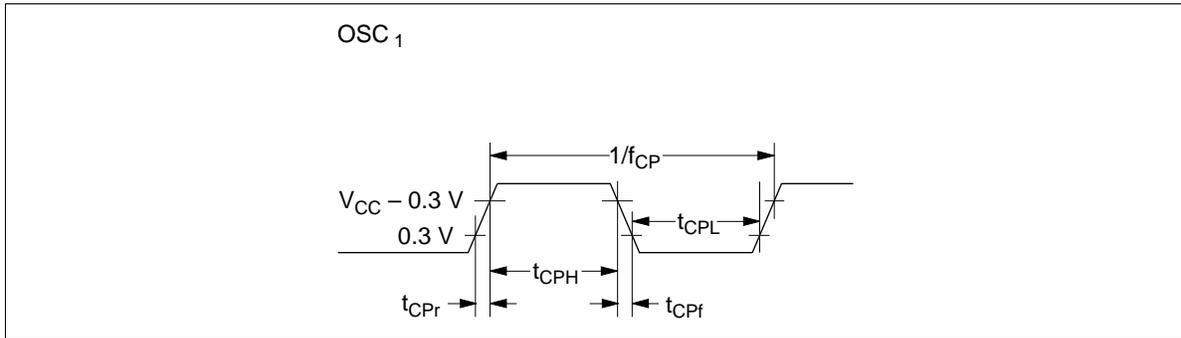 OSC 1
1/fCP
VCC – 0.3 V
0.3 V
tCPL
tCPH
tCPr
tCPf